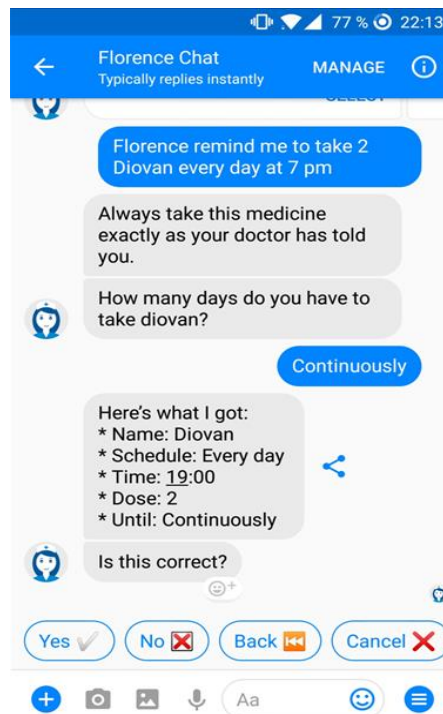 77 % 22:13
Florence Chat
Typically replies instantly
MANAGE
Florence remind me to take 2
Diovan every day at 7 pm
Always take this medicine
exactly as your doctor has told
you.
How many days do you have to
take diovan?
Continuously
Here's what I got:
* Name: Diovan
* Schedule: Every day
* Time: 19:00
* Dose: 2
* Until: Continuously
Is this correct?
Yes No Back Cancel
Aa